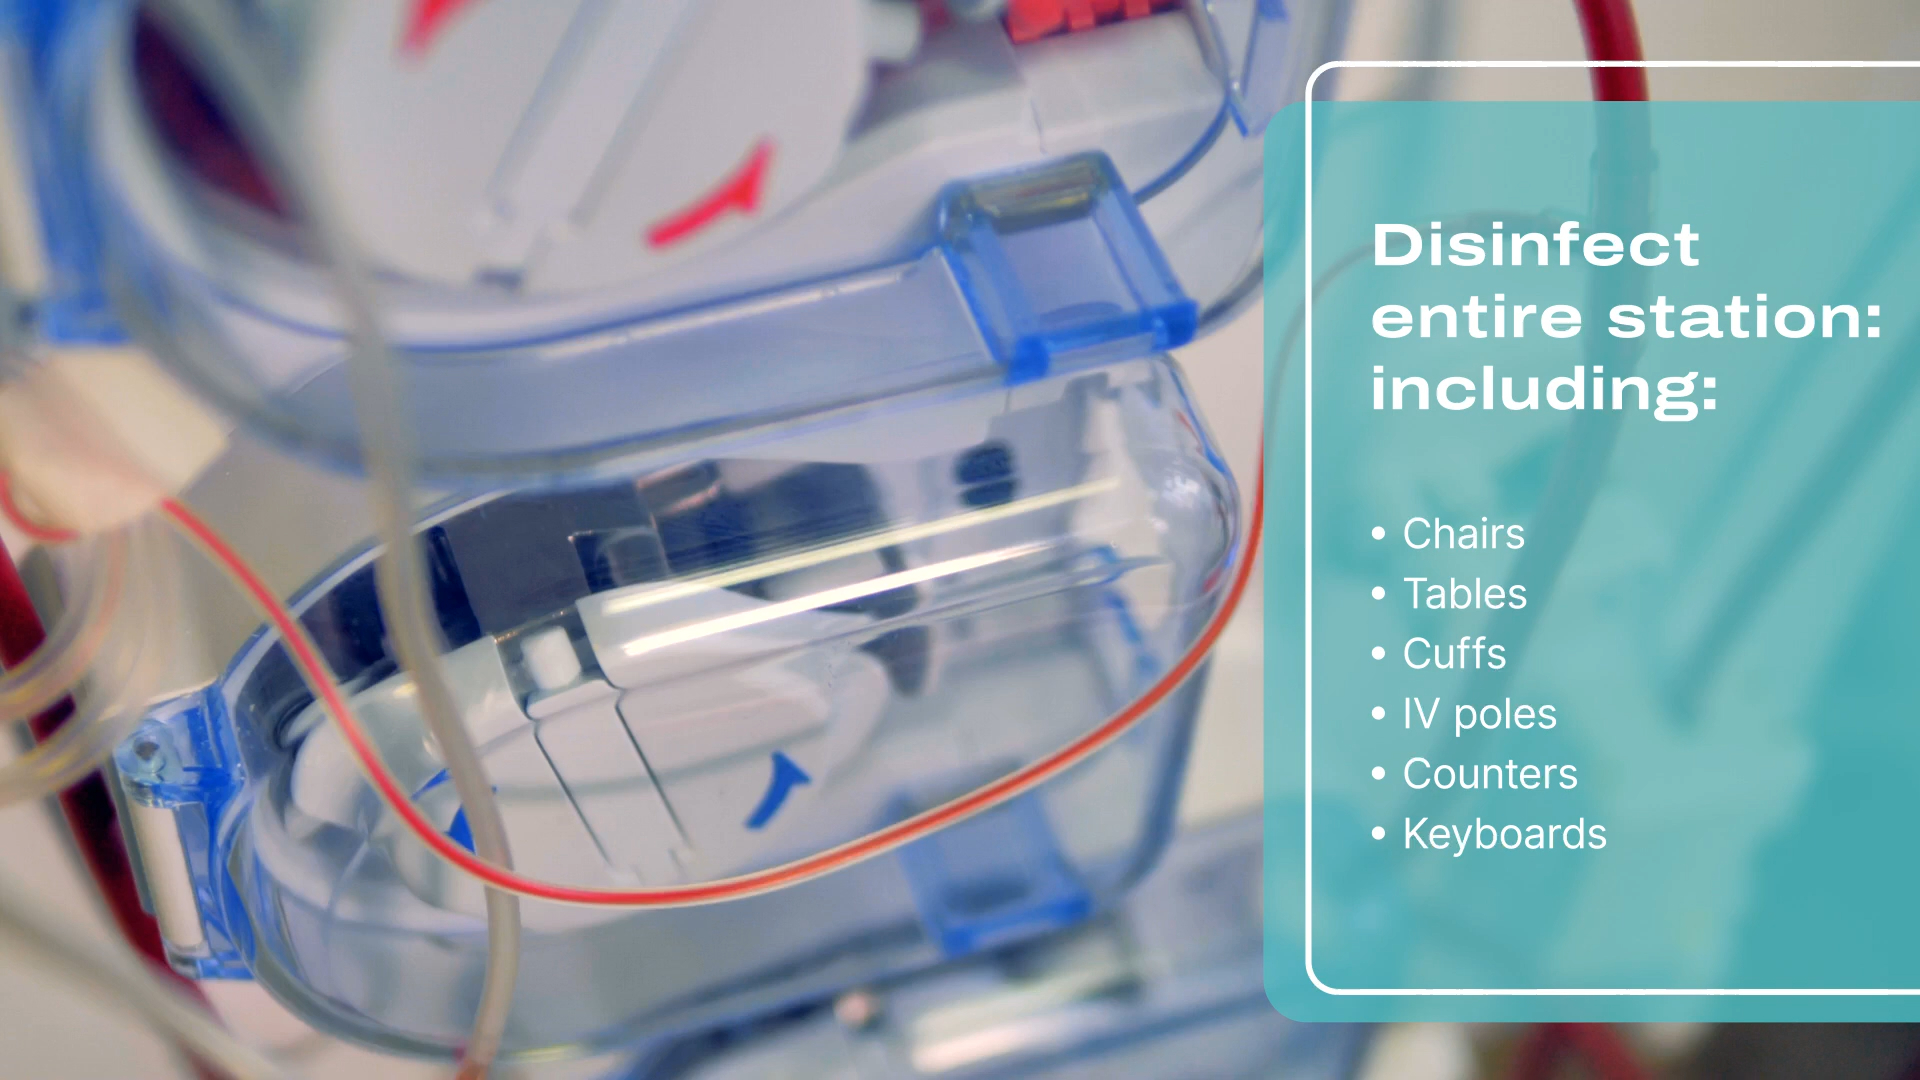 Disinfect
entire station:
including:
• Chairs
• Tables
• Cuffs
• IV poles
• Counters
• Keyboards